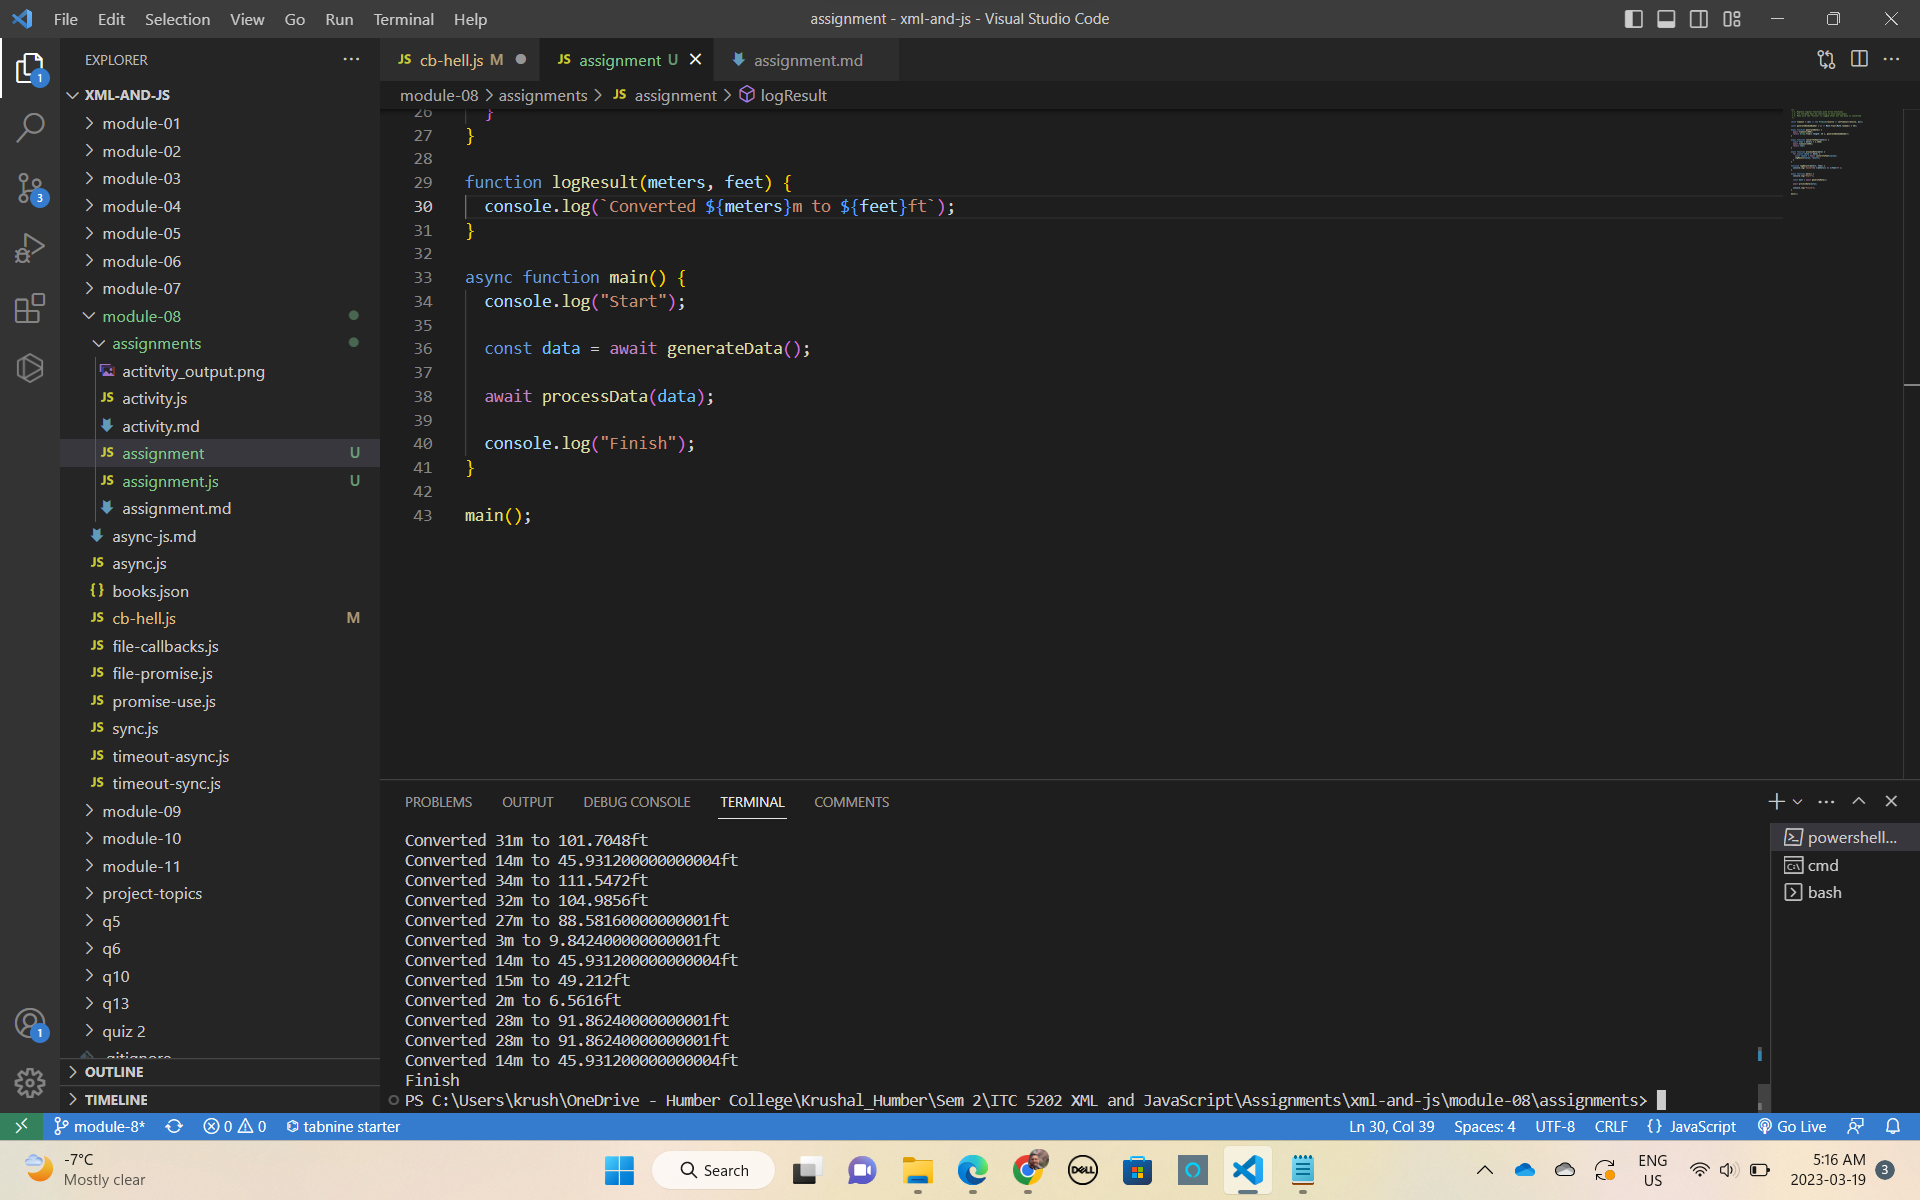 File Edit Selection View Go Run Terminal Help
assignment - xml-and-js - Visual Studio Code
EXPLORER
XML-AND-JS
module-01
module-02
module-03
module-04
module-05
module-06
module-07
module-08
assignments
actitvity_output.png
activity.js
activity.md
assignment U
assignment.js U
assignment.md
async-js.md
async.js
books.json
cb-hell.js M
file-callbacks.js
file-promise.js
promise-use.js
sync.js
timeout-async.js
timeout-sync.js
module-09
module-10
module-11
project-topics
q5
q6
q10
q13
quiz 2
.gitignore
OUTLINE
TIMELINE
JS cb-hell.js M JS assignment U assignment.md
module-08 > assignments > JS assignment > logResult
26 }
27 }
28
29 function logResult(meters, feet) {
30 console.log(`Converted ${meters}m to ${feet}ft`);
31 }
32
33 async function main() {
34 console.log("Start");
35
36 const data = await generateData();
37
38 await processData(data);
39
40 console.log("Finish");
41 }
42
43 main();
PROBLEMS OUTPUT DEBUG CONSOLE TERMINAL COMMENTS
Converted 31m to 101.7048ft
Converted 14m to 45.931200000000004ft
Converted 34m to 111.5472ft
Converted 32m to 104.9856ft
Converted 27m to 88.58160000000001ft
Converted 3m to 9.842400000000001ft
Converted 14m to 45.931200000000004ft
Converted 15m to 49.212ft
Converted 2m to 6.5616ft
Converted 28m to 91.86240000000001ft
Converted 28m to 91.86240000000001ft
Converted 14m to 45.931200000000004ft
Finish
PS C:\Users\krush\OneDrive - Humber College\Krushal_Humber\Sem 2\ITC 5202 XML and JavaScript\Assignments\xml-and-js\module-08\assignments>
powershell...
cmd
bash
module-8* 0 0 tabnine starter
Ln 30, Col 39 Spaces: 4 UTF-8 CRLF {} JavaScript Go Live
-7°C
Mostly clear
Search
DELL
ENG
US
5:16 AM
2023-03-19
3